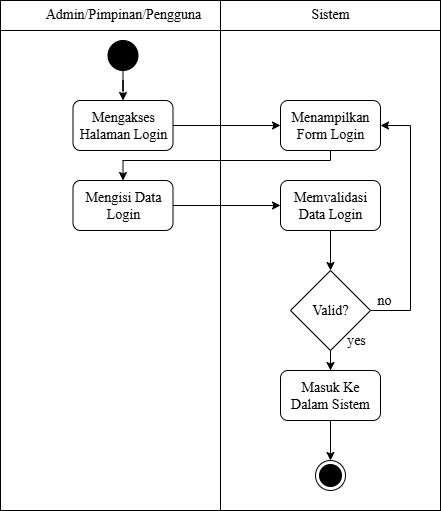 Admin/Pimpinan/Pengguna
Sistem
Mengakses
Halaman Login
Menampilkan
Form Login
Mengisi Data
Login
Memvalidasi
Data Login
Valid?
no
yes
Masuk Ke
Dalam Sistem